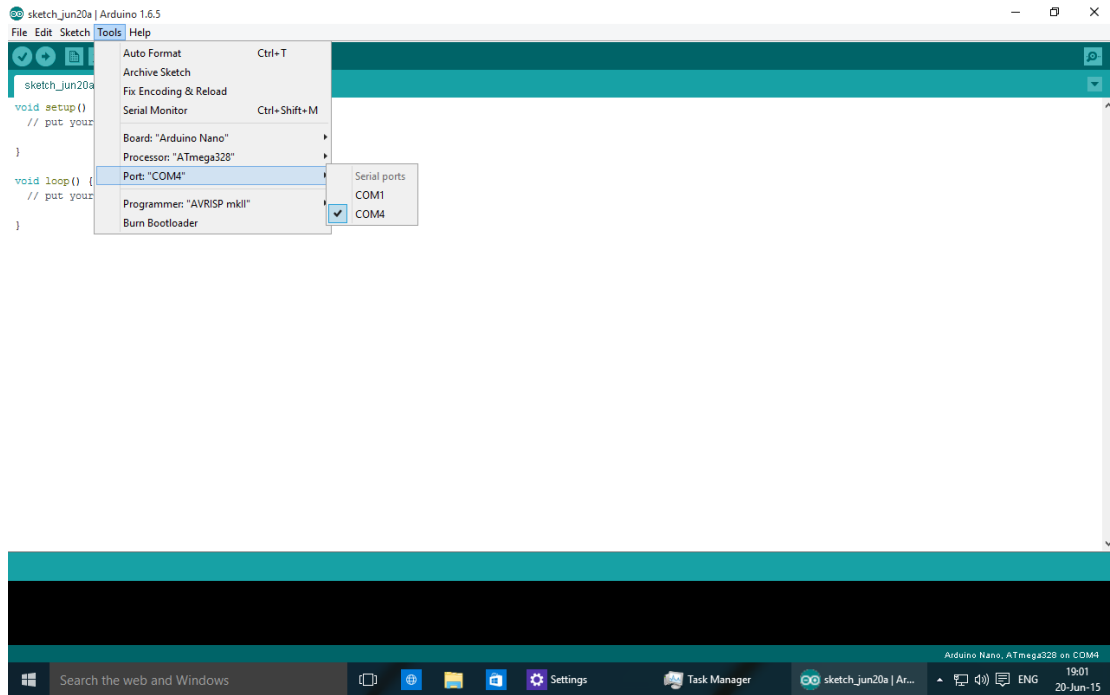 sketch_jun20a | Arduino 1.6.5
File Edit Sketch Tools Help
Auto Format Ctrl+T
Archive Sketch
sketch_jun20a
Fix Encoding & Reload
void setup()
Serial Monitor Ctrl+Shift+M
// put your
Board: "Arduino Nano"
}
Processor: "ATmega328"
Port: "COM4"
Serial ports
void loop() {
COM1
// put your
Programmer: "AVRISP mkII"
COM4
}
Burn Bootloader
Arduino Nano, ATmega328 on COM4
Search the web and Windows
Settings
Task Manager
sketch_jun20a | Ar...
ENG
19:01
20-Jun-15